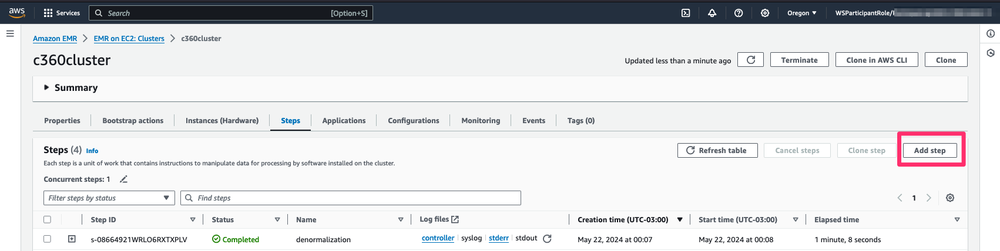 aws Services Search [Option+S] Oregon WSParticipantRole/
Amazon EMR EMR on EC2: Clusters c360cluster
c360cluster
Updated less than a minute ago Terminate Clone in AWS CLI Clone
Summary
Properties Bootstrap actions Instances (Hardware) Steps Applications Configurations Monitoring Events Tags (0)
Steps (4) Info Refresh table Cancel steps Clone step Add step
Each step is a unit of work that contains instructions to manipulate data for processing by software installed on the cluster.
Concurrent steps: 1
Filter steps by status Find steps 1
Step ID Status Name Log files Creation time (UTC-03:00) Start time (UTC-03:00) Elapsed time
s-08664921WRLO6RXTXPLV Completed denormalization controller syslog stderr stdout May 22, 2024 at 00:07 May 22, 2024 at 00:08 1 minute, 8 seconds